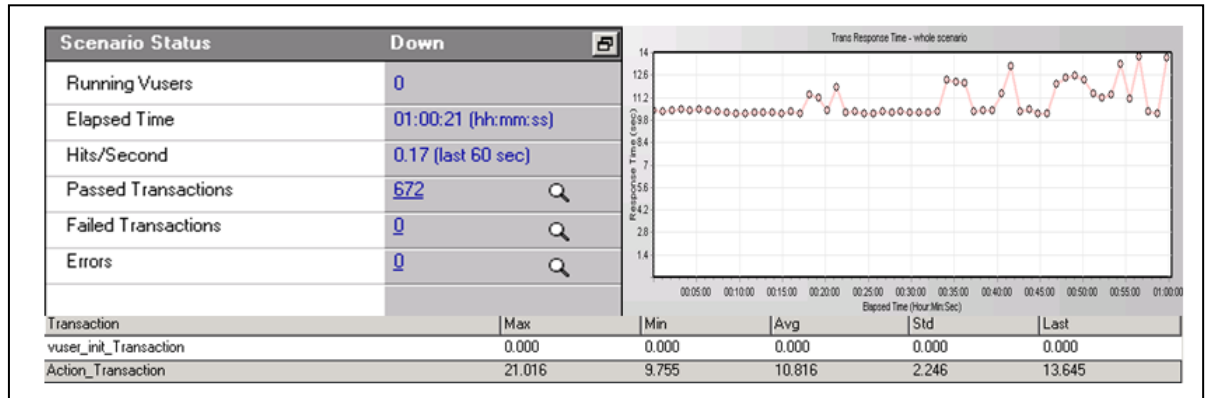 Scenario Status Down
Running Vusers 0
Elapsed Time 01:00:21 (hh:mm:ss)
Hits/Second 0.17 (last 60 sec)
Passed Transactions 672
Failed Transactions 0
Errors 0
Trans Response Time - whole scenario
Response Time (sec)
14
12.6
11.2
9.8
8.4
7
5.6
4.2
2.8
1.4
00:05:00 00:10:00 00:15:00 00:20:00 00:25:00 00:30:00 00:35:00 00:40:00 00:45:00 00:50:00 00:55:00 01:00:00
Elapsed Time (Hour:Min:Sec)
Transaction Max Min Avg Std Last
vuser_init_Transaction 0.000 0.000 0.000 0.000 0.000
Action_Transaction 21.016 9.755 10.816 2.246 13.645